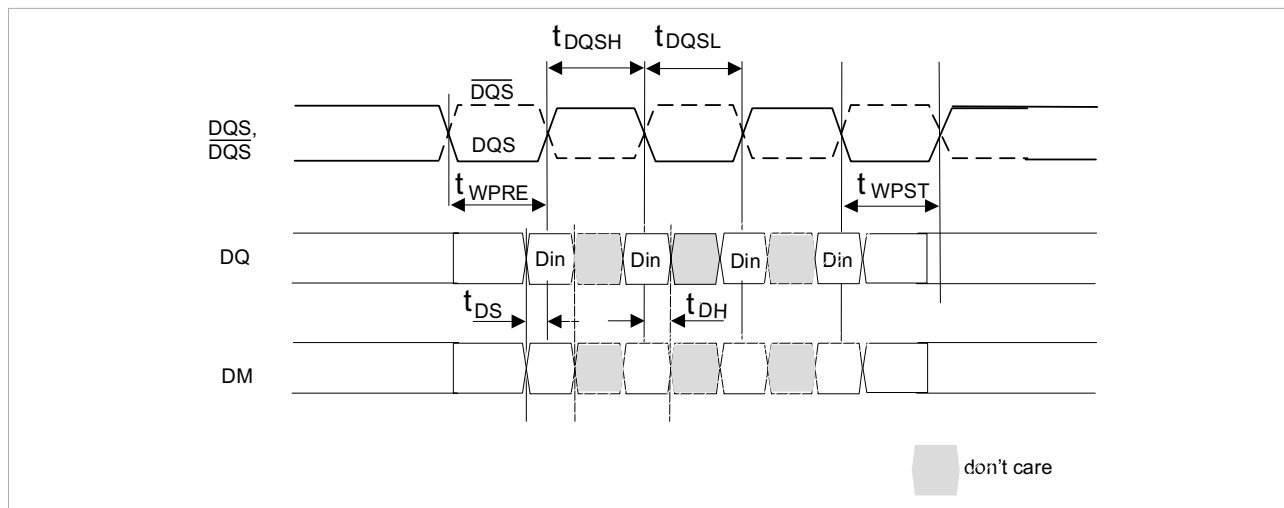 tDQSH tDQSL
DQS
DQS,
DQS
DQS
tWPRE tWPST
DQ Din Din Din Din
tDS tDH
DM
don't care